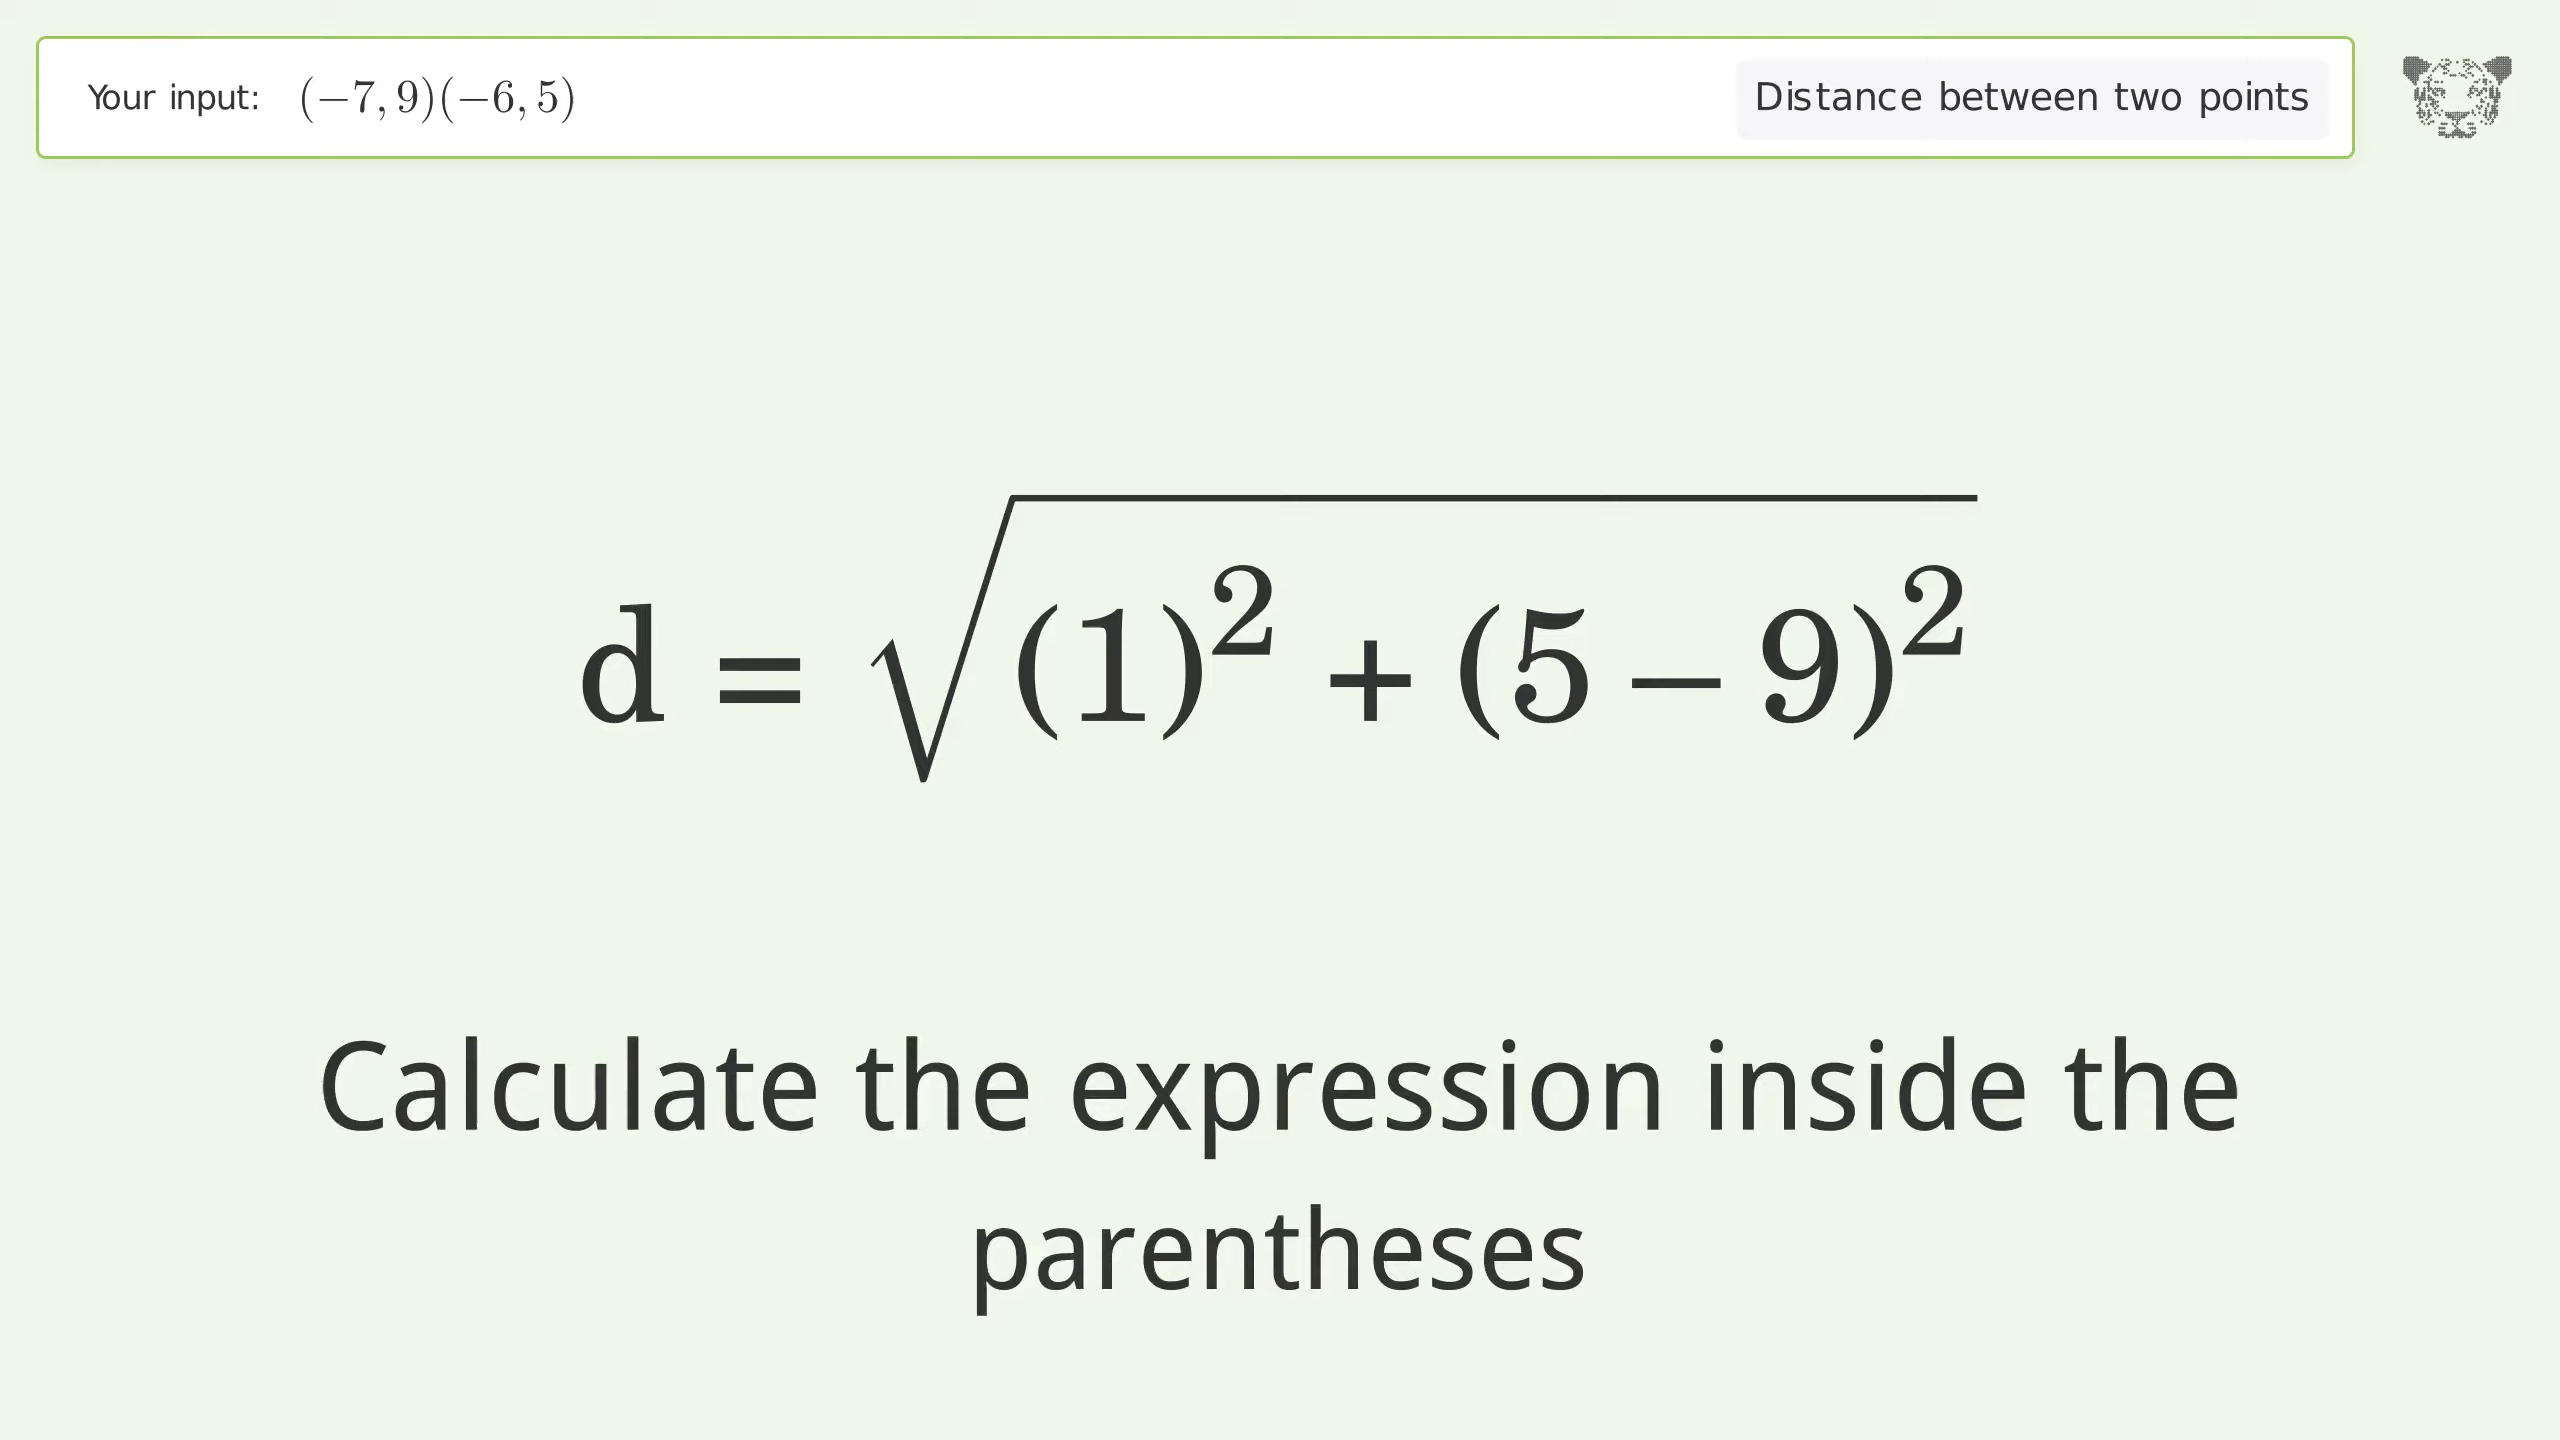 Your input: (−7, 9)(−6, 5)
Distance between two points
d = √(1)² + (5 − 9)²
Calculate the expression inside the
parentheses